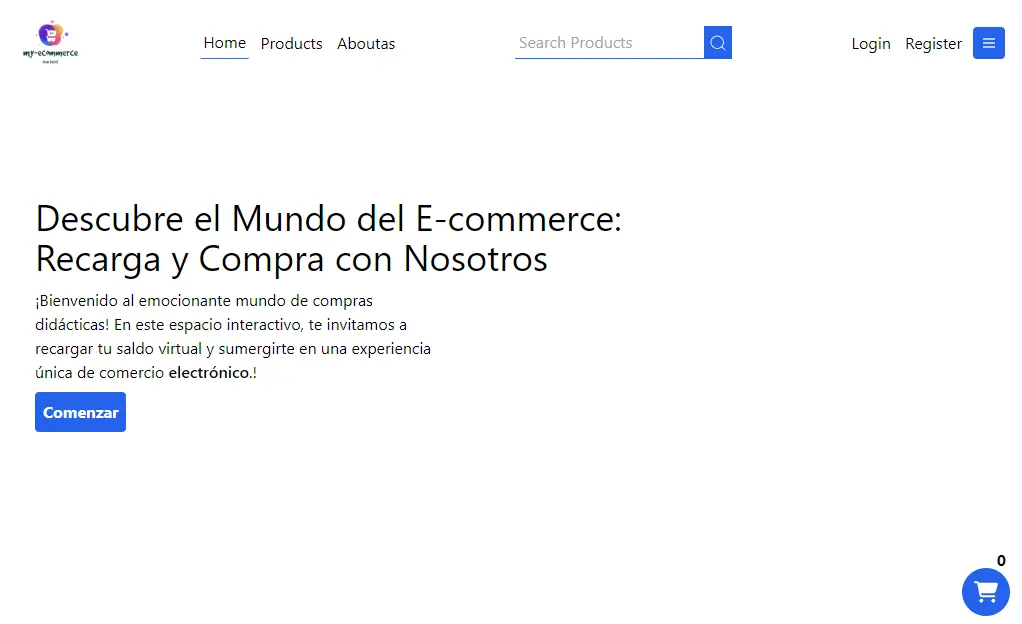 my-ecommerce
Home
Products
Aboutas
Search Products
Login
Register
Descubre el Mundo del E-commerce:
Recarga y Compra con Nosotros
¡Bienvenido al emocionante mundo de compras
didácticas! En este espacio interactivo, te invitamos a
recargar tu saldo virtual y sumergirte en una experiencia
única de comercio electrónico.!
Comenzar
0